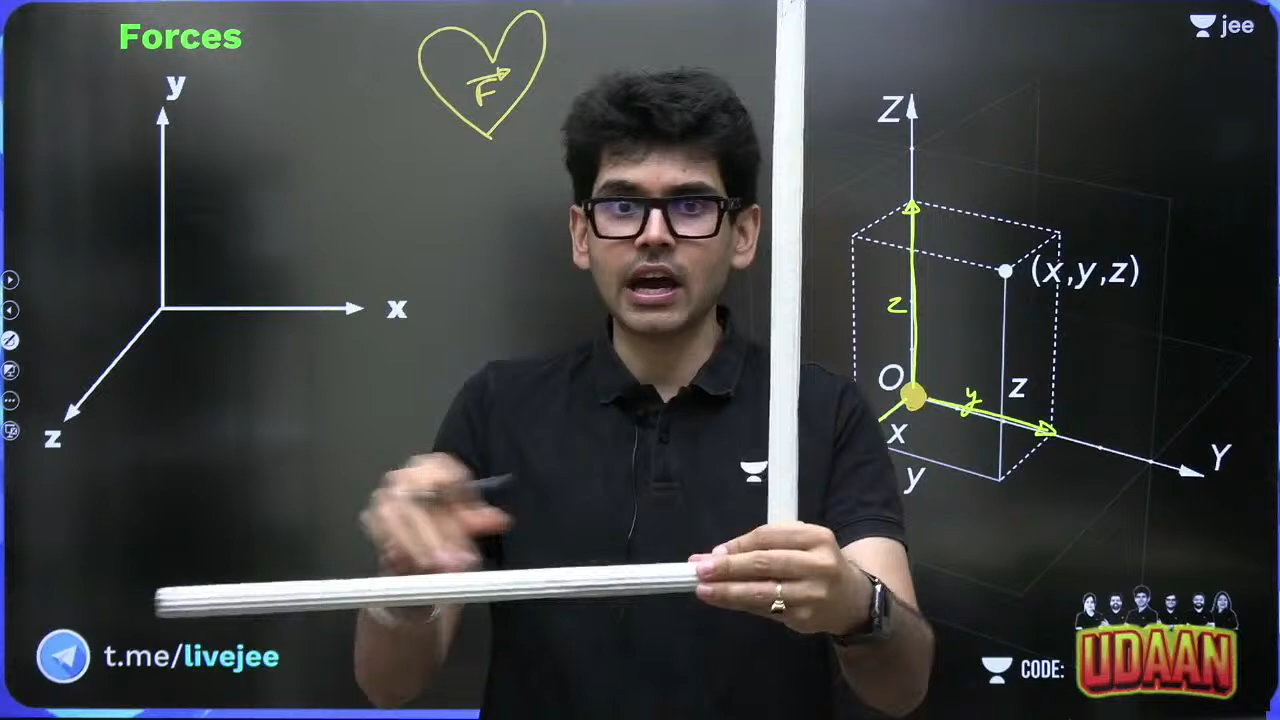 Forces
jee
y
F
x
z
Z
(x,y,z)
z
O
z
y
x
Y
y
t.me/livejee
CODE:
UDAAN